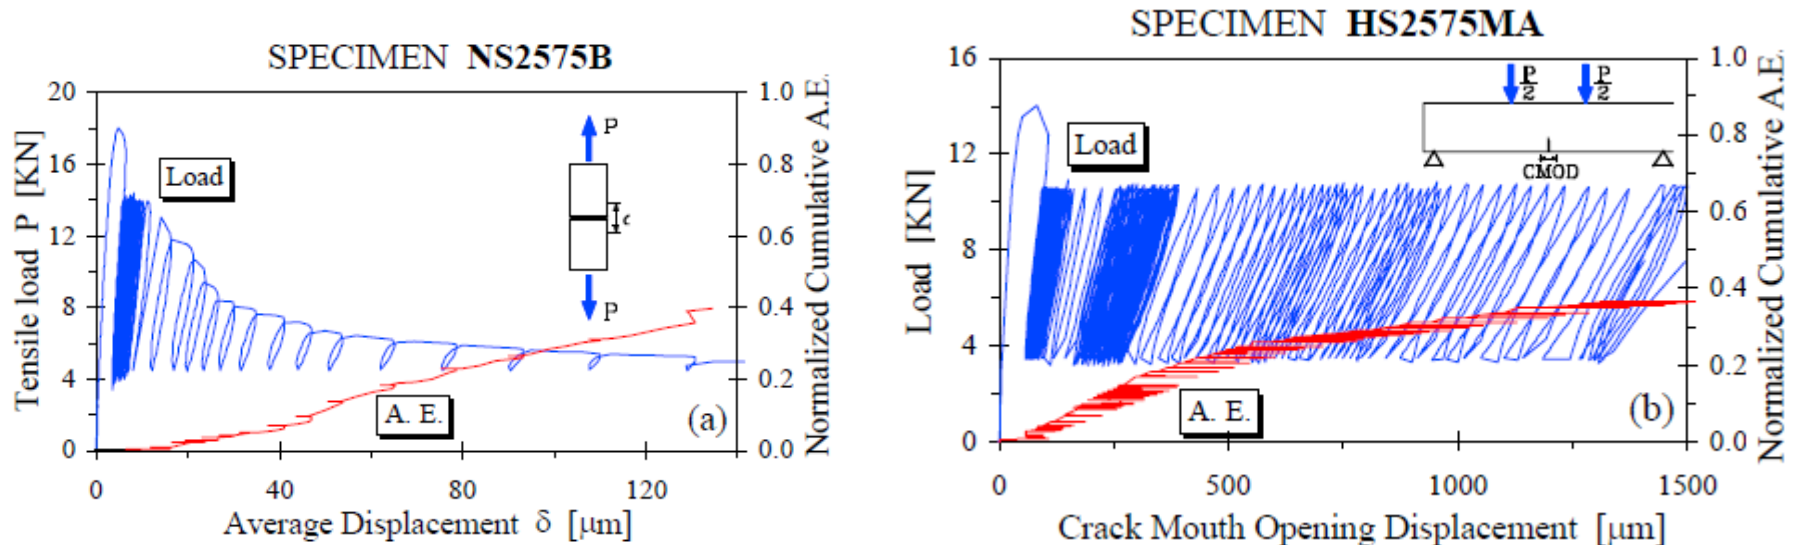 SPECIMEN NS2575B
Tensile load P [KN]
20
16
12
8
4
0
Load
P
P
A. E.
(a)
1.0
0.8
0.6
0.4
0.2
0.0
Normalized Cumulative A.E.
0
40
80
120
Average Displacement δ [μm]
SPECIMEN HS2575MA
Load [KN]
16
12
8
4
0
Load
P/2
P/2
CMOD
A. E.
(b)
1.0
0.8
0.6
0.4
0.2
0.0
Normalized Cumulative A.E.
0
500
1000
1500
Crack Mouth Opening Displacement [μm]